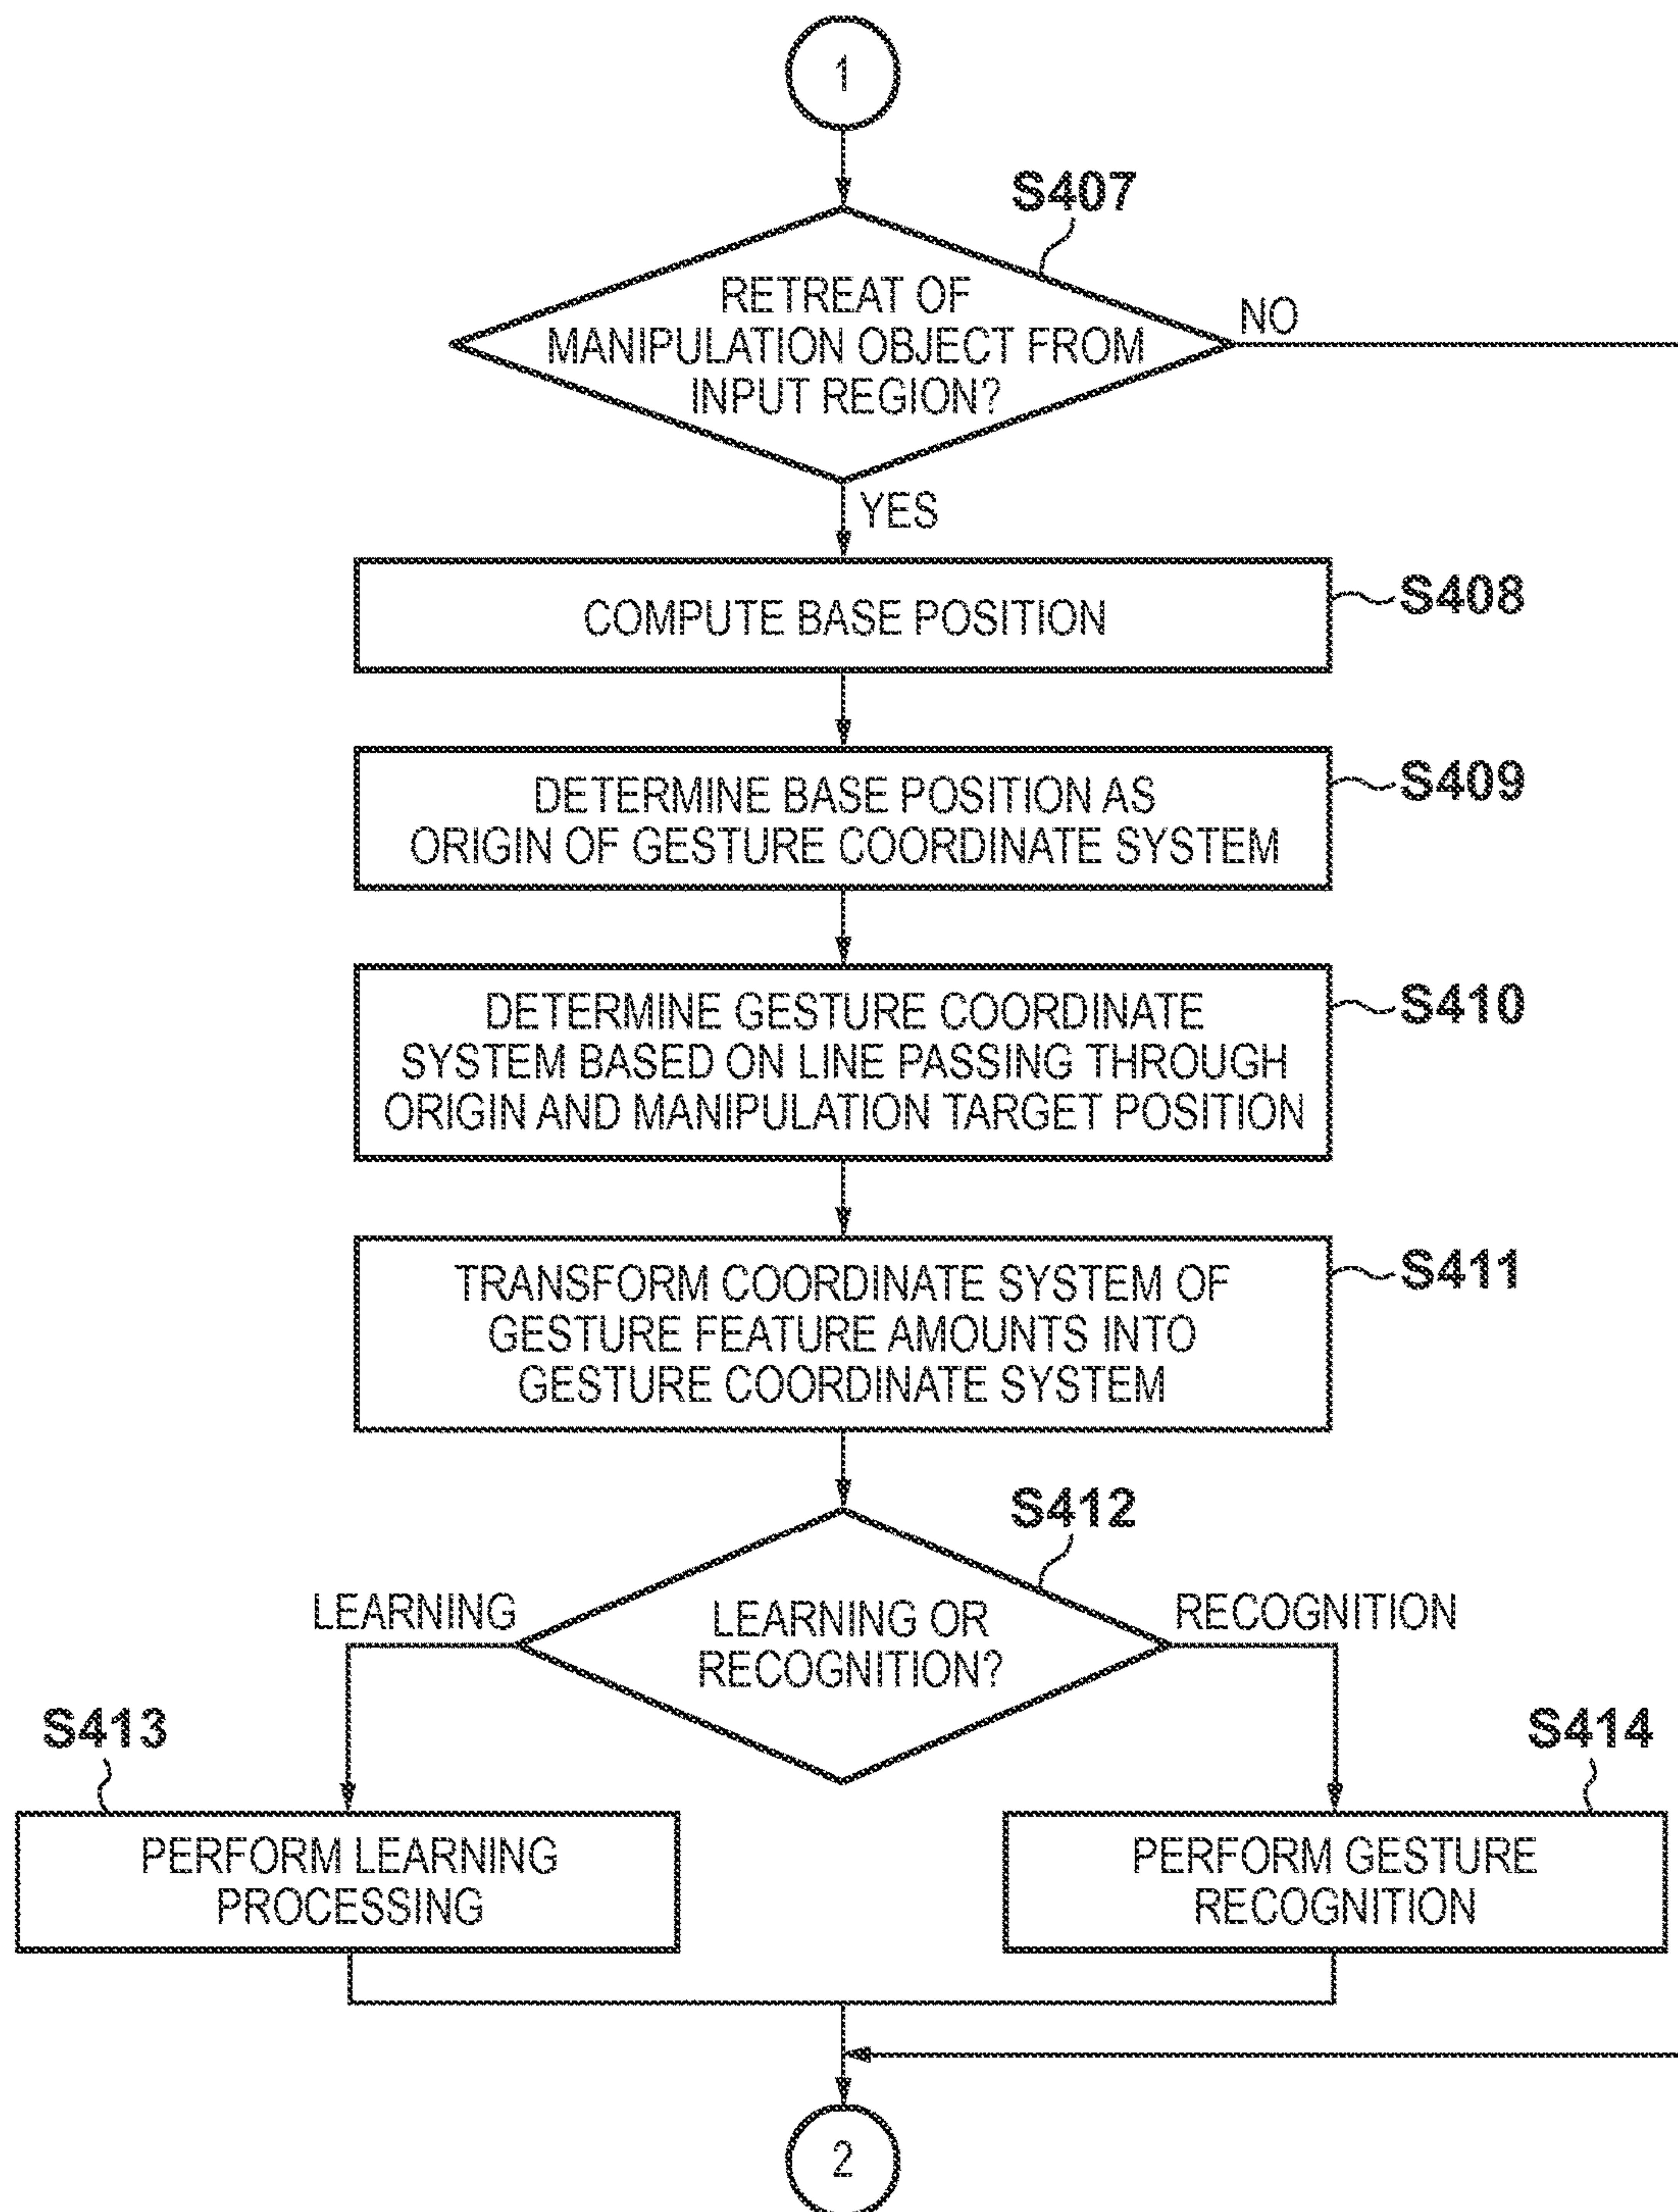 1
S407
RETREAT OF
MANIPULATION OBJECT FROM
INPUT REGION?
NO
YES
COMPUTE BASE POSITION
S408
DETERMINE BASE POSITION AS
ORIGIN OF GESTURE COORDINATE SYSTEM
S409
DETERMINE GESTURE COORDINATE
SYSTEM BASED ON LINE PASSING THROUGH
ORIGIN AND MANIPULATION TARGET POSITION
S410
TRANSFORM COORDINATE SYSTEM OF
GESTURE FEATURE AMOUNTS INTO
GESTURE COORDINATE SYSTEM
S411
S412
LEARNING
LEARNING OR
RECOGNITION?
RECOGNITION
S413
PERFORM LEARNING
PROCESSING
S414
PERFORM GESTURE
RECOGNITION
2